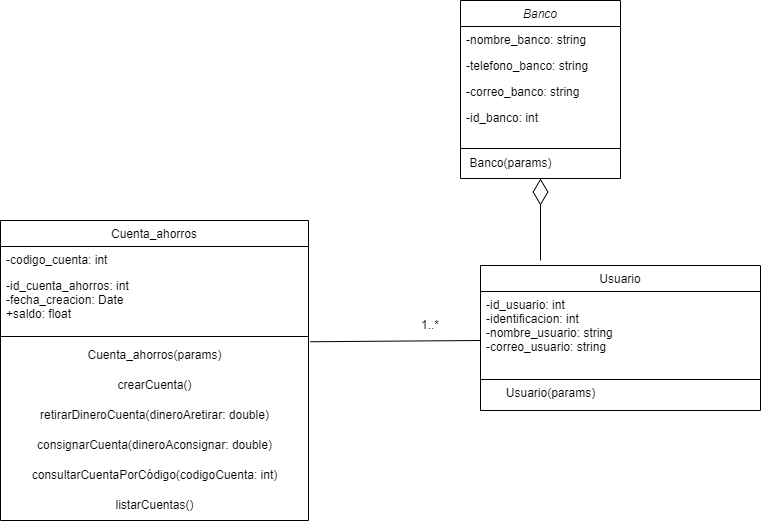 Banco
-nombre_banco: string
-telefono_banco: string
-correo_banco: string
-id_banco: int
Banco(params)
Cuenta_ahorros
-codigo_cuenta: int
-id_cuenta_ahorros: int
-fecha_creacion: Date
+saldo: float
Cuenta_ahorros(params)
crearCuenta()
retirarDineroCuenta(dineroAretirar: double)
consignarCuenta(dineroAconsignar: double)
consultarCuentaPorCódigo(codigoCuenta: int)
listarCuentas()
1..*
Usuario
-id_usuario: int
-identificacion: int
-nombre_usuario: string
-correo_usuario: string
Usuario(params)